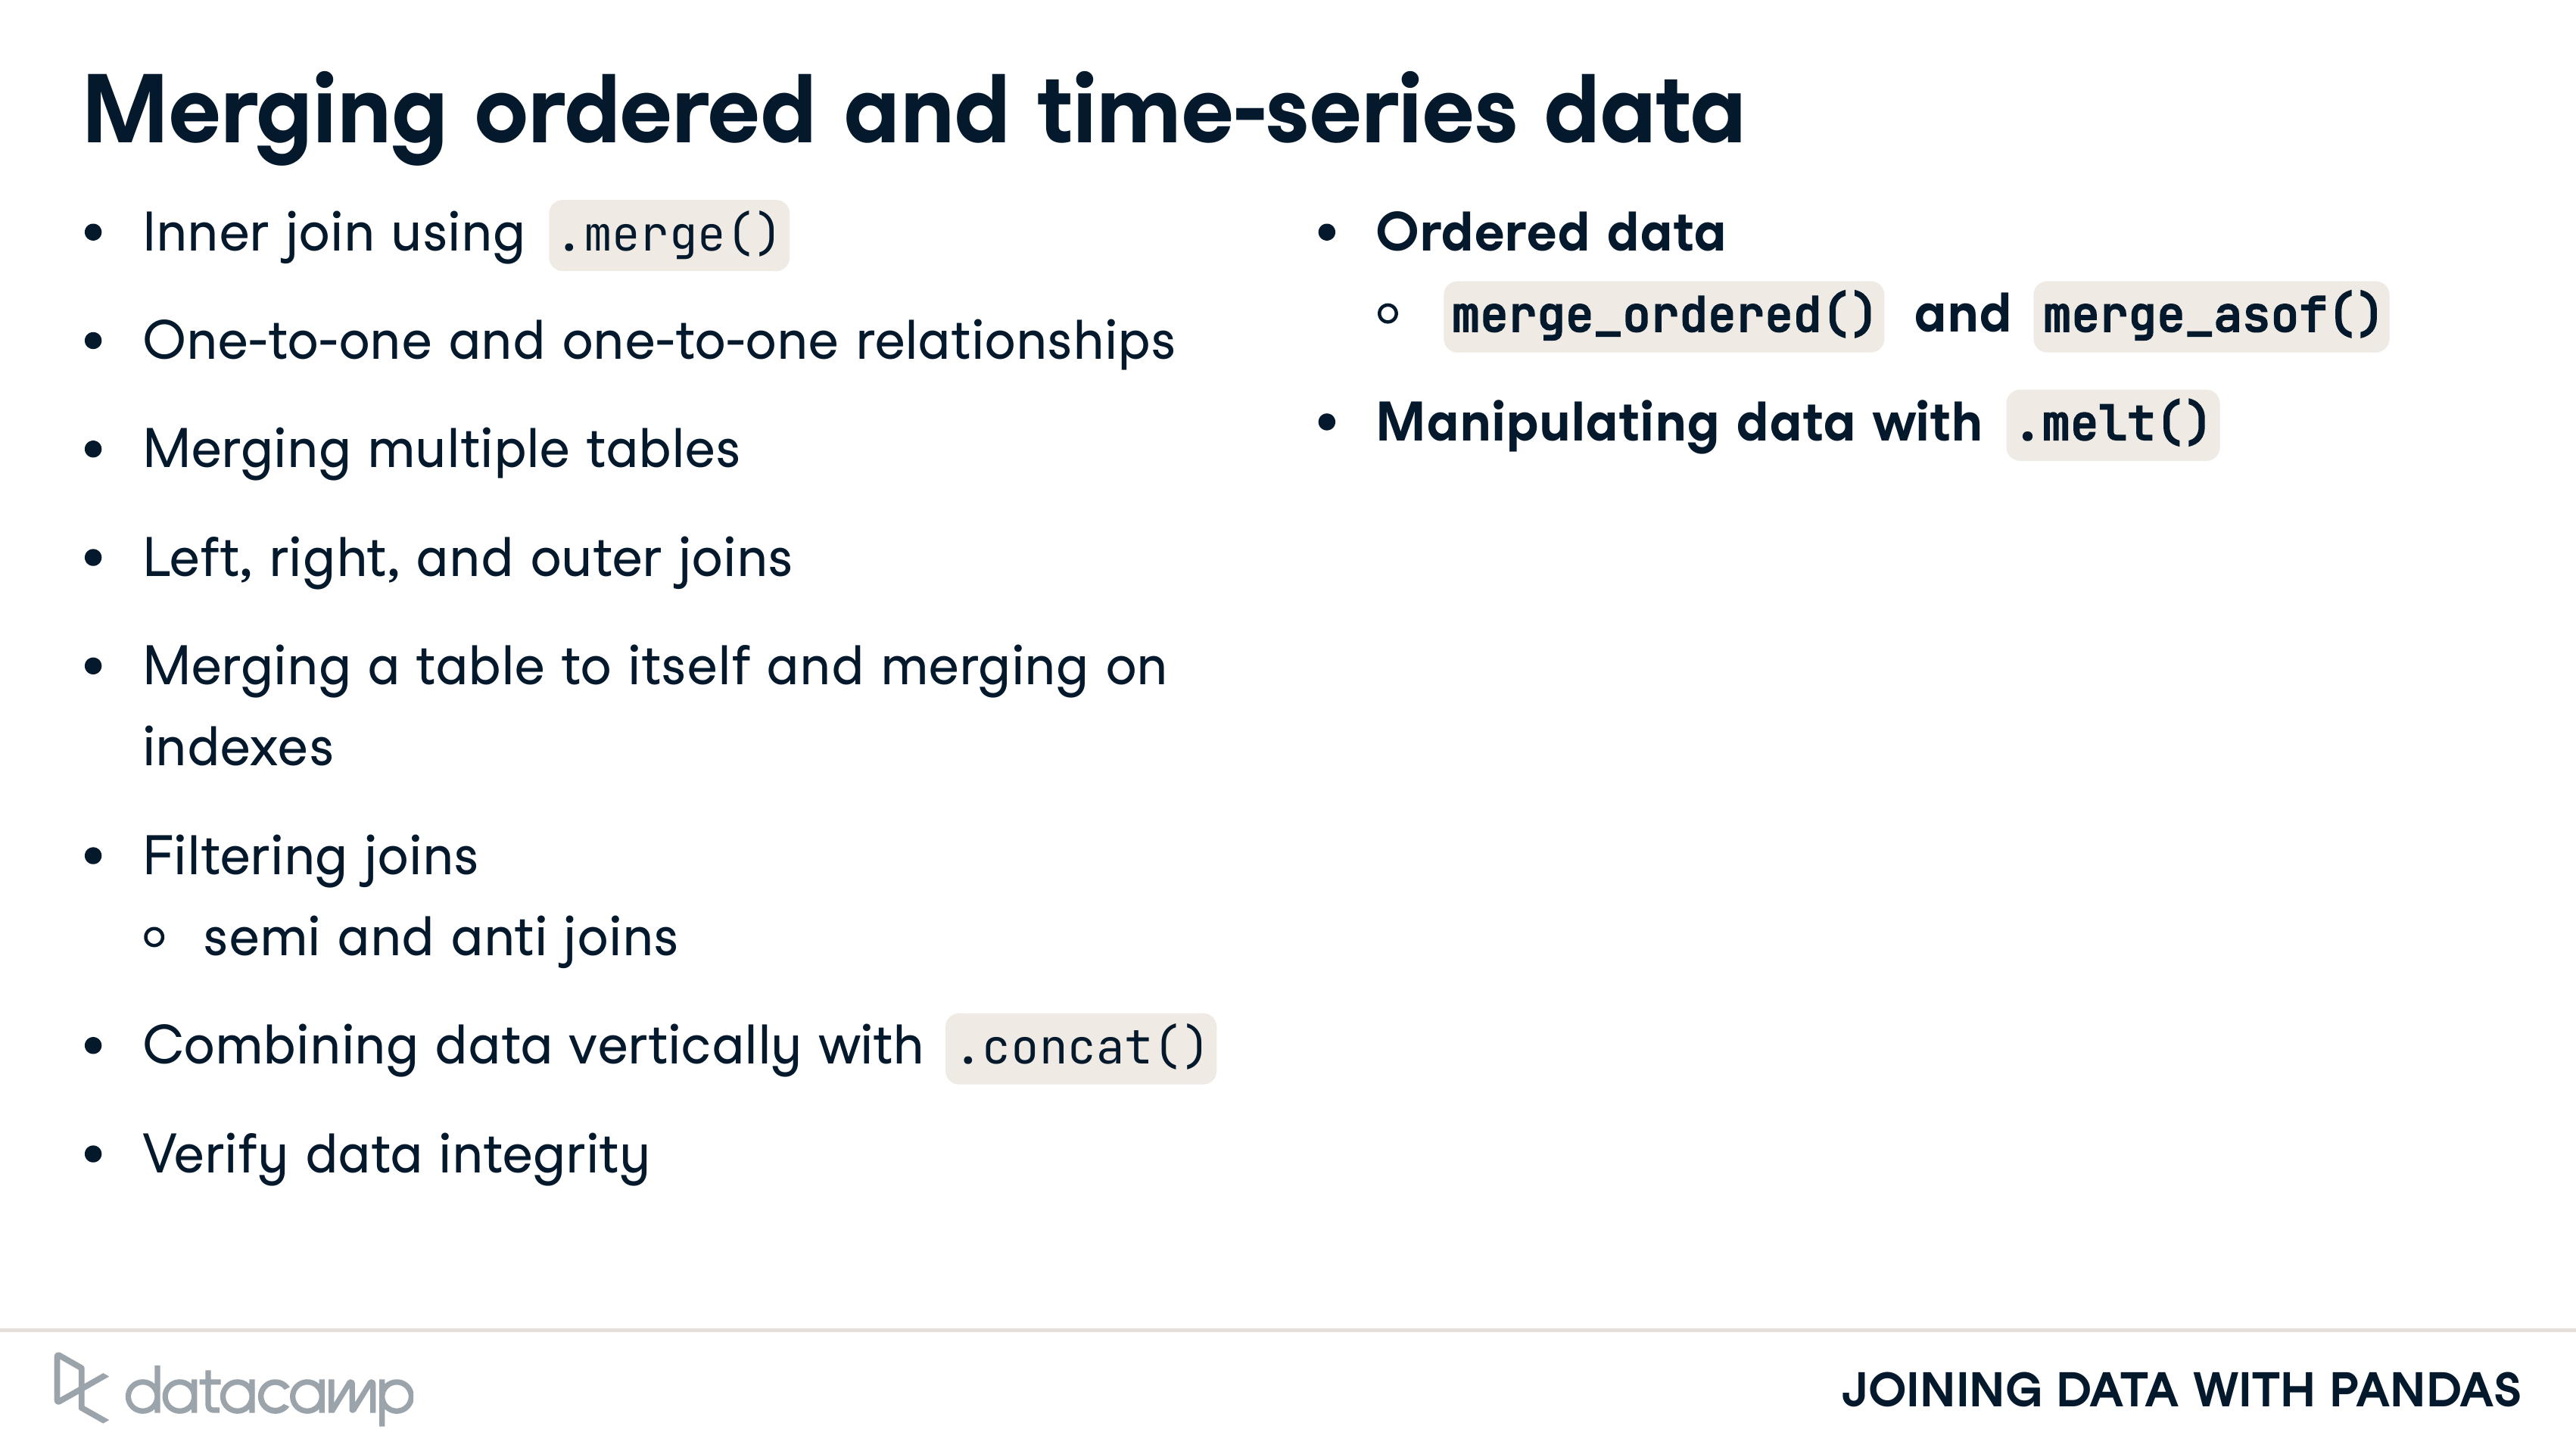 Merging ordered and time-series data
• Inner join using .merge()
• One-to-one and one-to-one relationships
• Merging multiple tables
• Left, right, and outer joins
• Merging a table to itself and merging on
indexes
• Filtering joins
○ semi and anti joins
• Combining data vertically with .concat()
• Verify data integrity
• Ordered data
○ merge_ordered() and merge_asof()
• Manipulating data with .melt()
datacamp
JOINING DATA WITH PANDAS